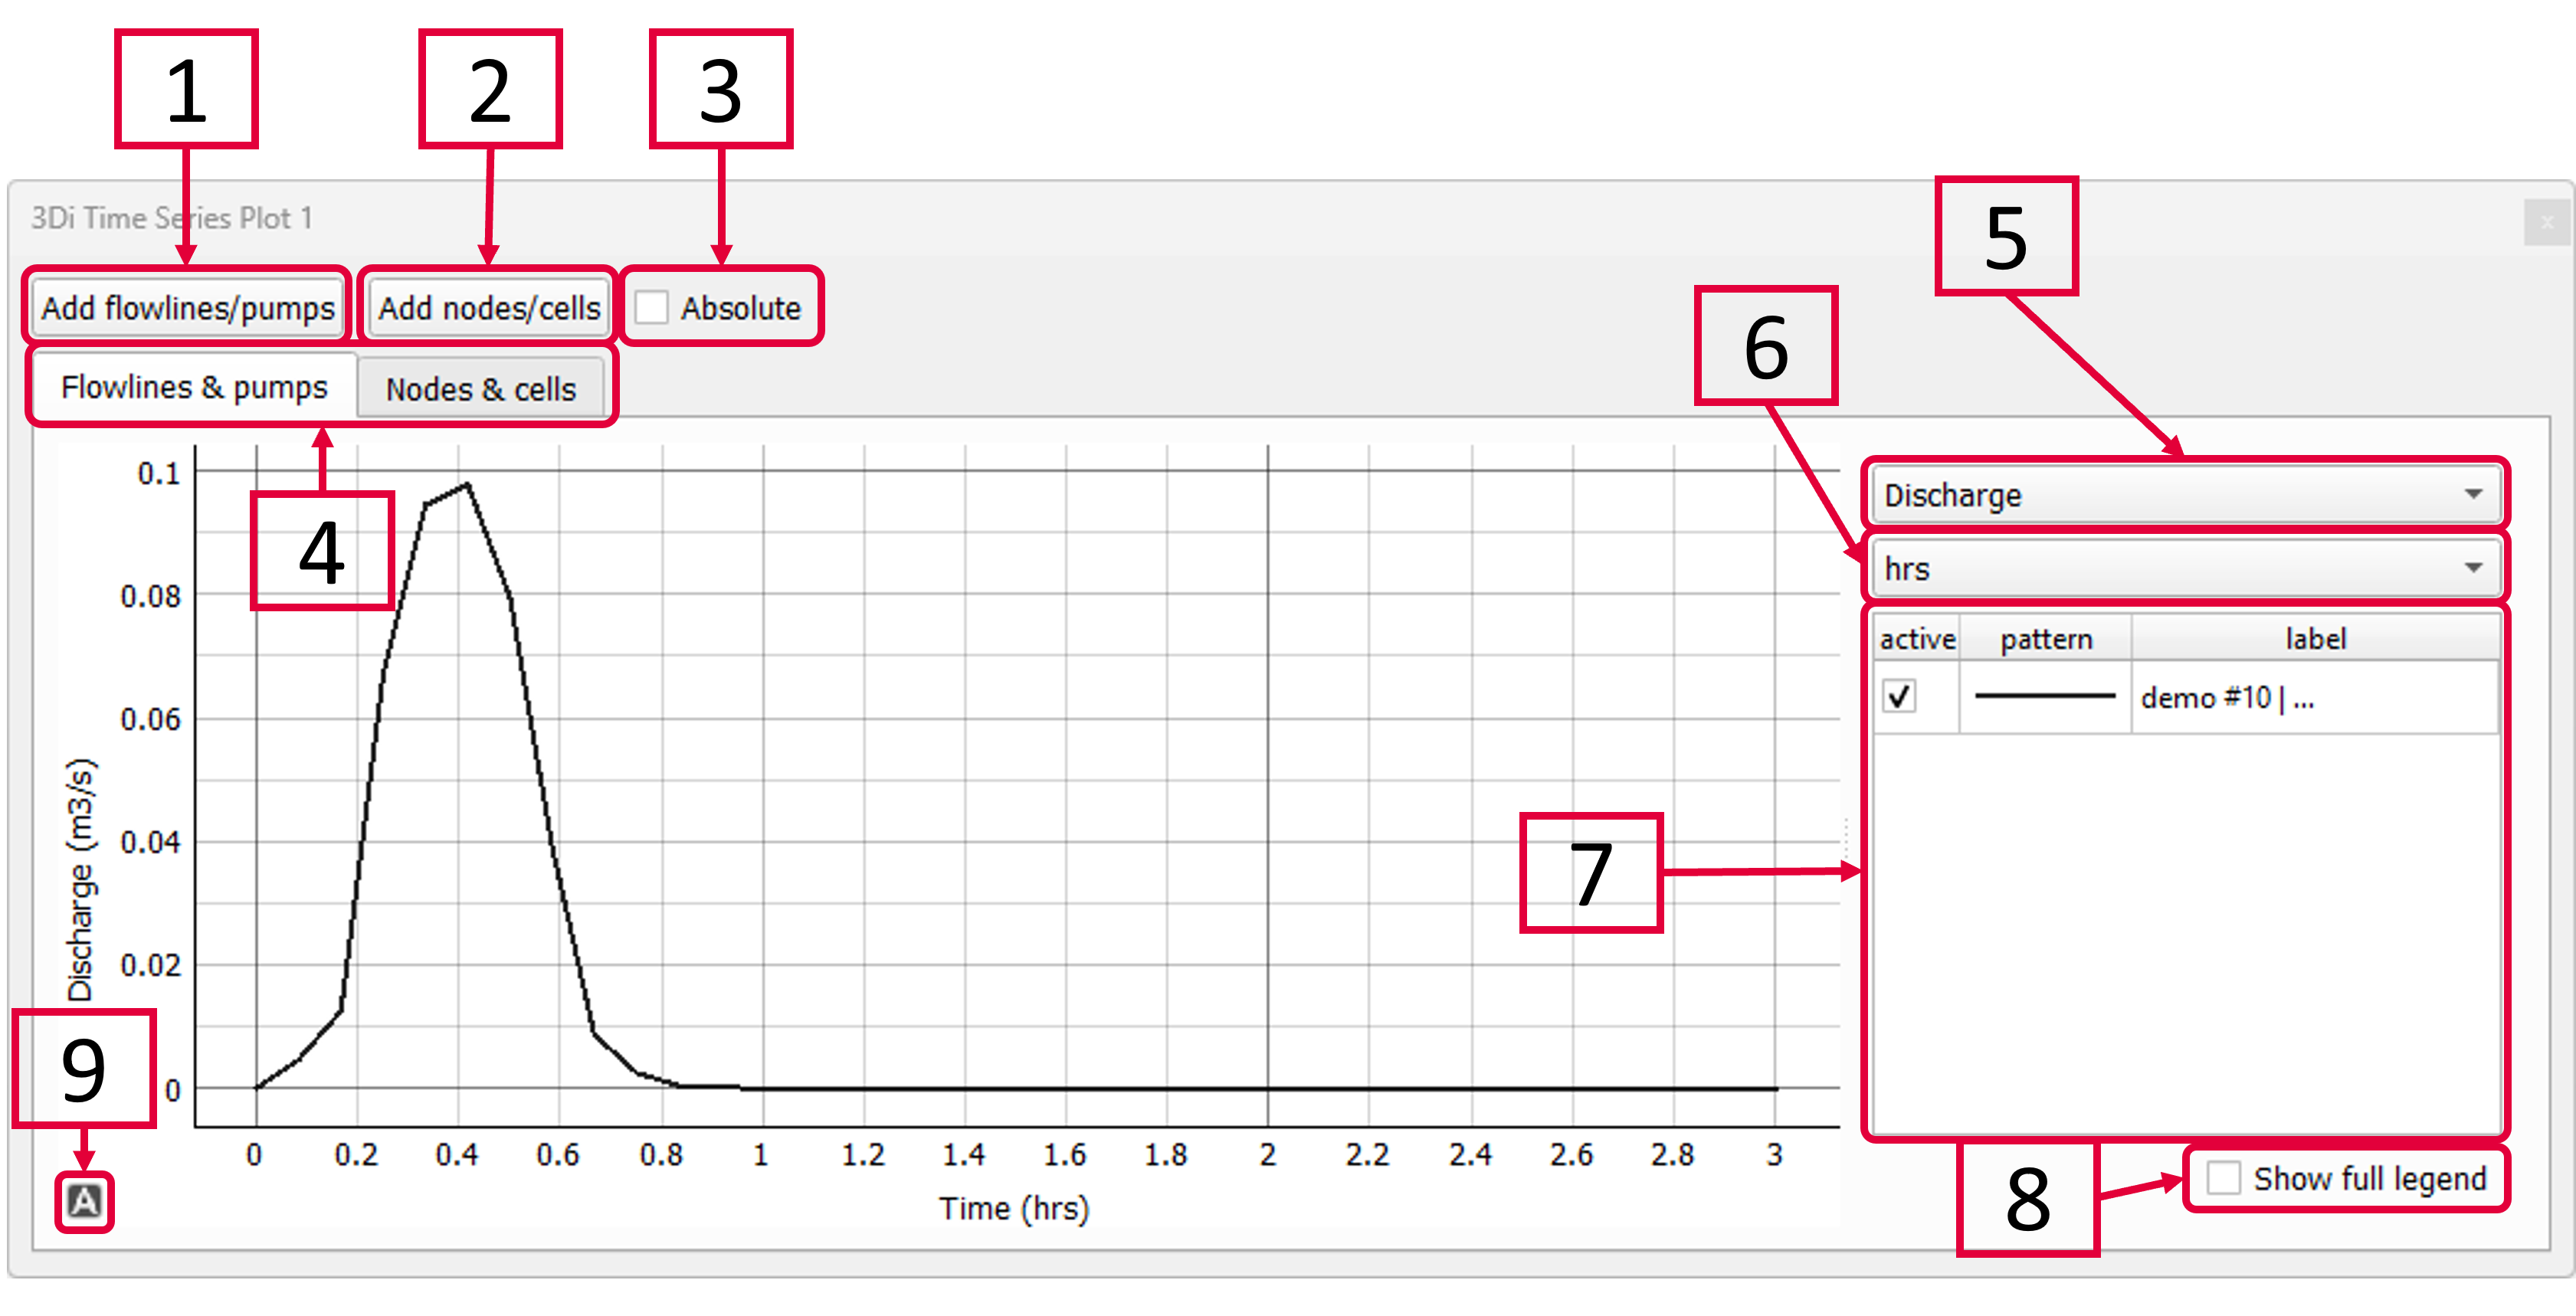 1 2 3
3Di Time Series Plot 1
x
5
Add flowlines/pumps Add nodes/cells Absolute
6
Flowlines & pumps Nodes & cells
0.1
Discharge
4
hrs
0.08
active pattern label
demo #10 | ...
0.06
0.04
7
Discharge (m3/s)
0.02
9
0
0 0.2 0.4 0.6 0.8 1 1.2 1.4 1.6 1.8 2 2.2 2.4 2.6 2.8 3
8
Show full legend
A
Time (hrs)